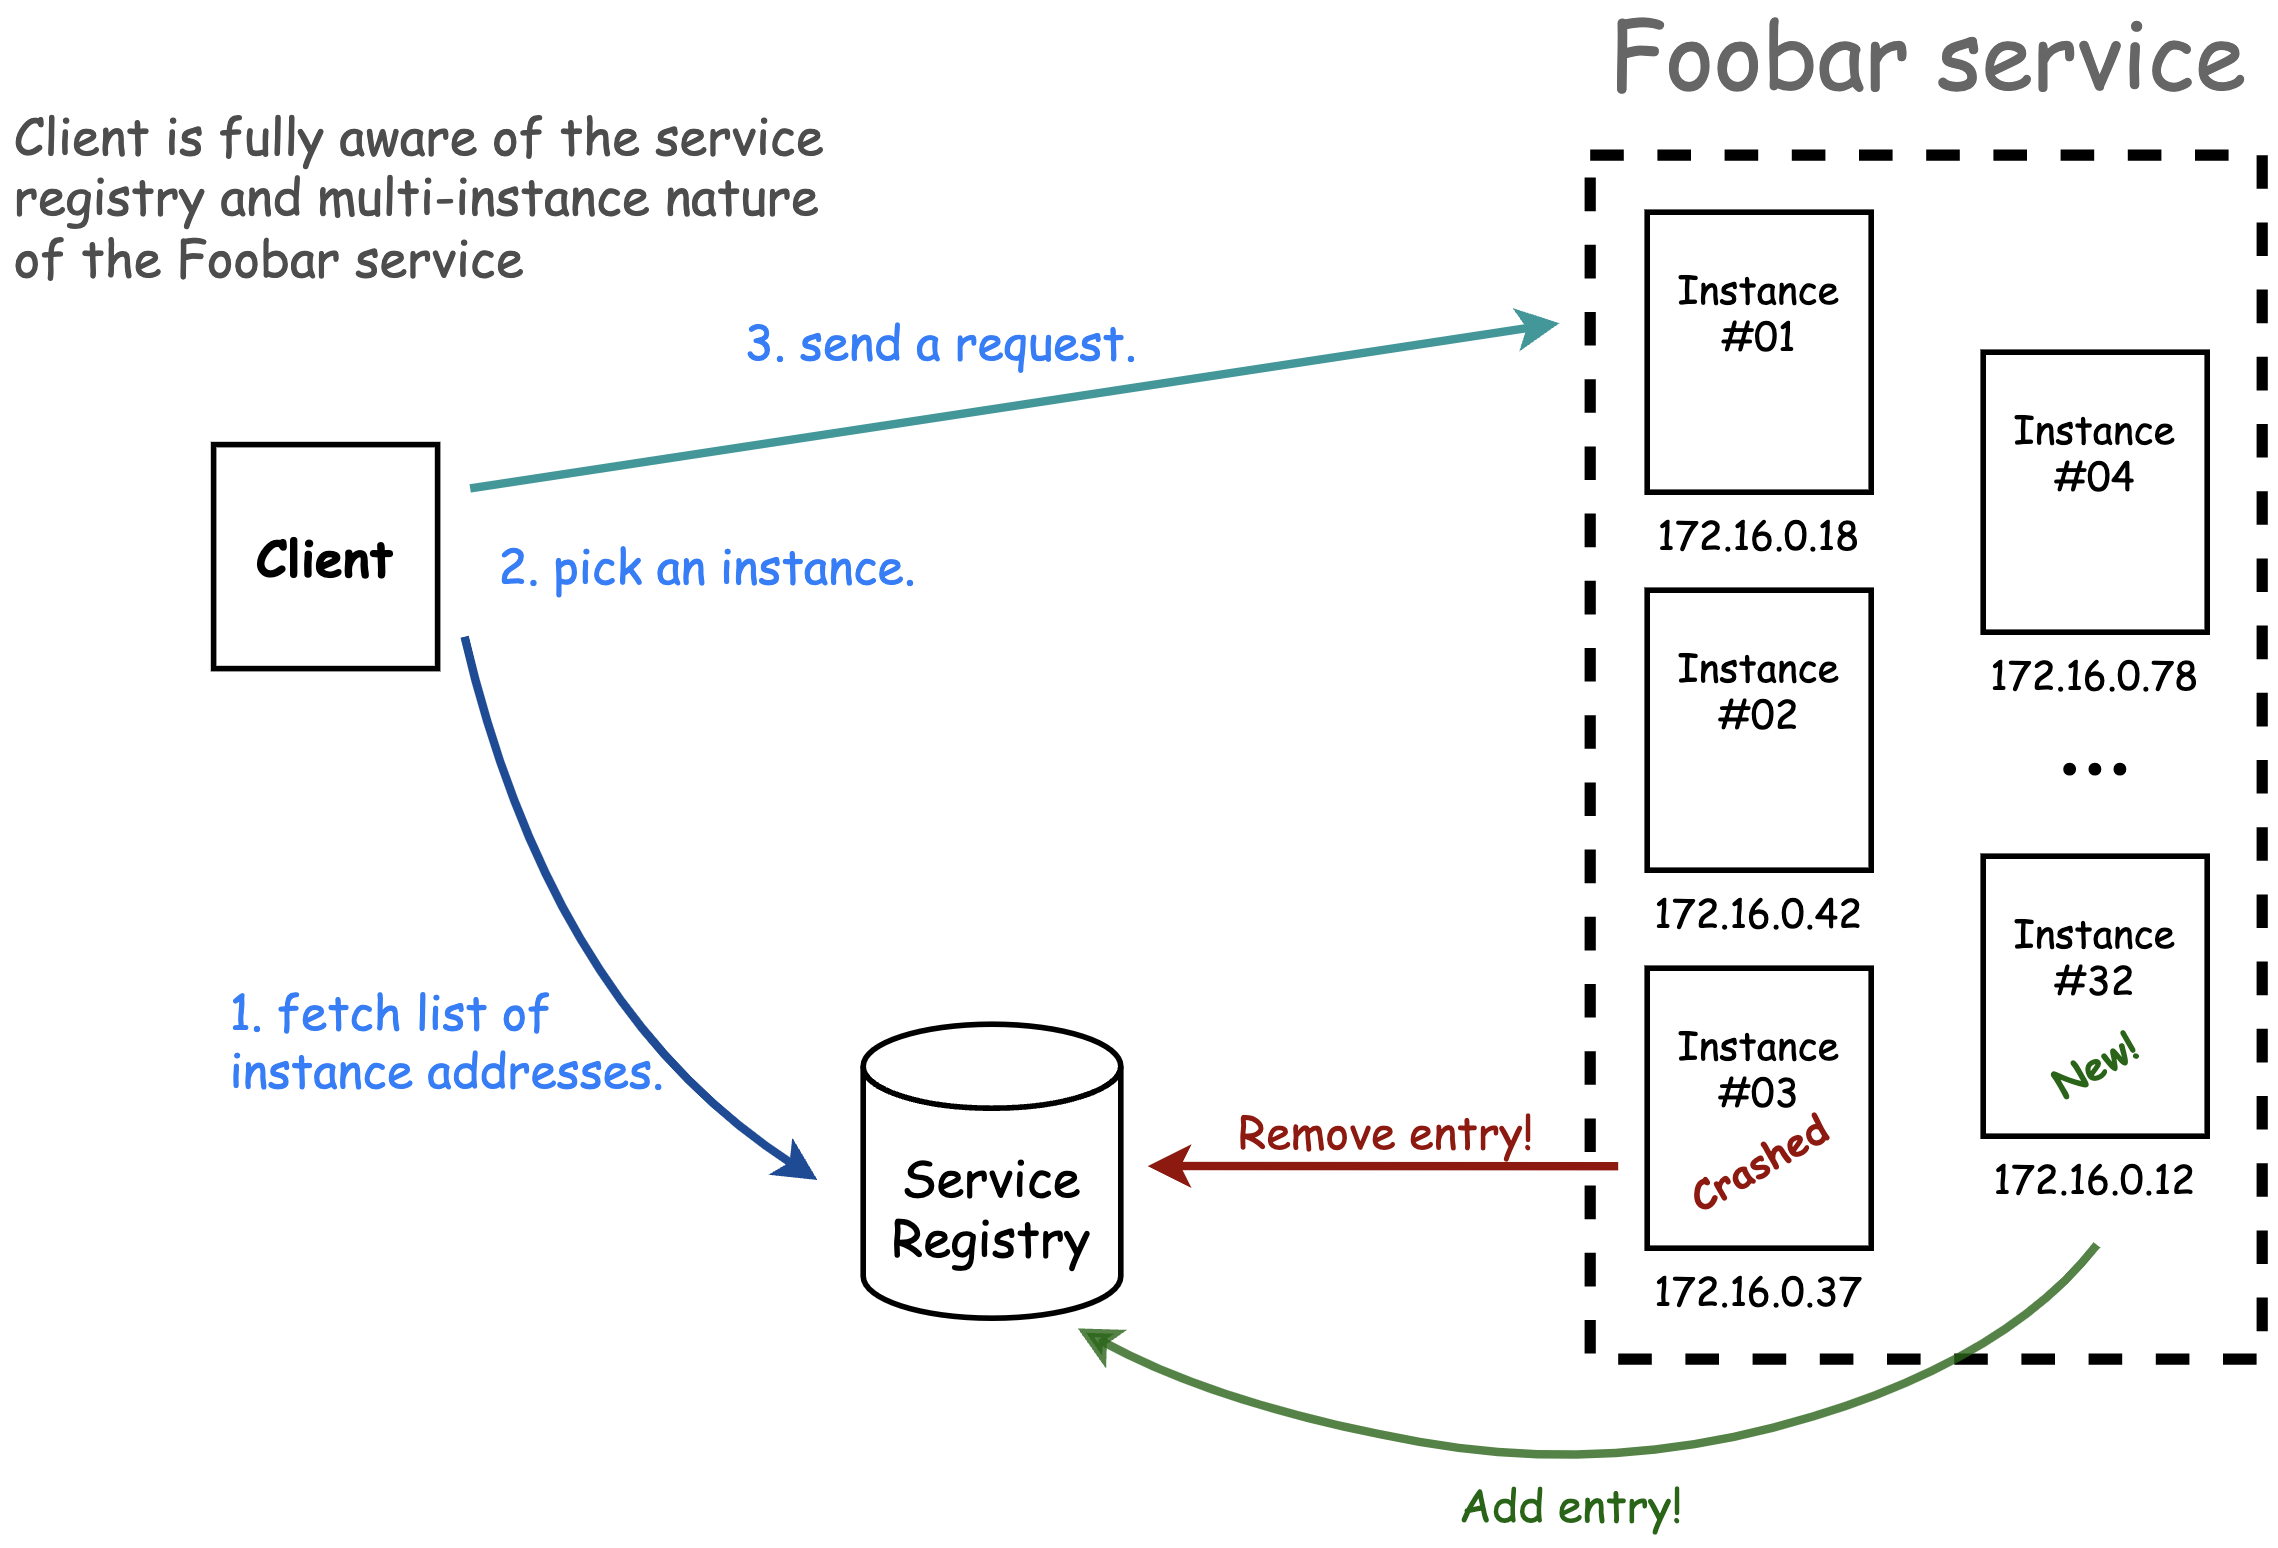 Foobar service
Client is fully aware of the service
registry and multi-instance nature
of the Foobar service
3. send a request.
Client
2. pick an instance.
1. fetch list of
instance addresses.
Service
Registry
Instance
#01
172.16.0.18
Instance
#02
172.16.0.42
Instance
#03
Crashed
172.16.0.37
Instance
#04
172.16.0.78
...
Instance
#32
New!
172.16.0.12
Remove entry!
Add entry!